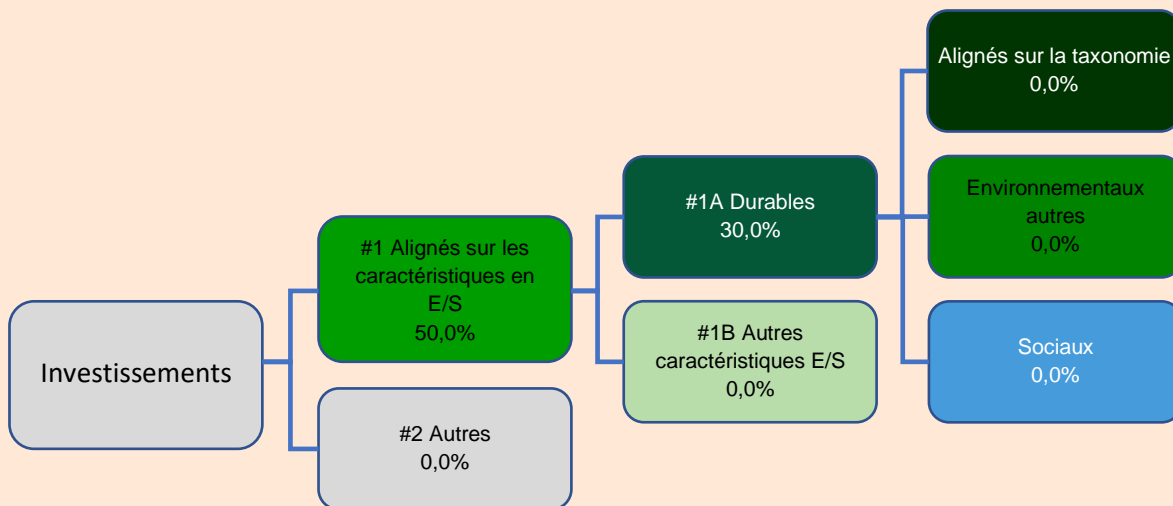 Investissements
#1 Alignés sur les
caractéristiques en
E/S
50,0%
#2 Autres
0,0%
#1A Durables
30,0%
#1B Autres
caractéristiques E/S
0,0%
Alignés sur la taxonomie
0,0%
Environnementaux
autres
0,0%
Sociaux
0,0%